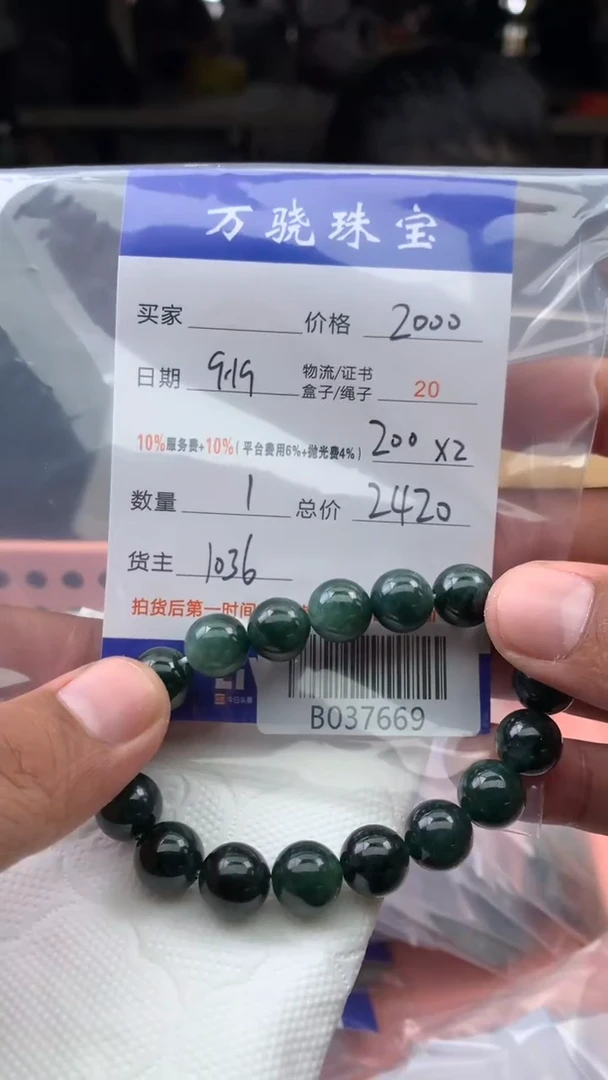 万骁珠宝
买家 价格 2000
日期 9.19 物流/证书 盒子/绳子 20
10%服务费+10%(平台费用6%+抛光费4%) 200 x2
数量 1 总价 2420
货主 1036
拍货后第一时间
B037669